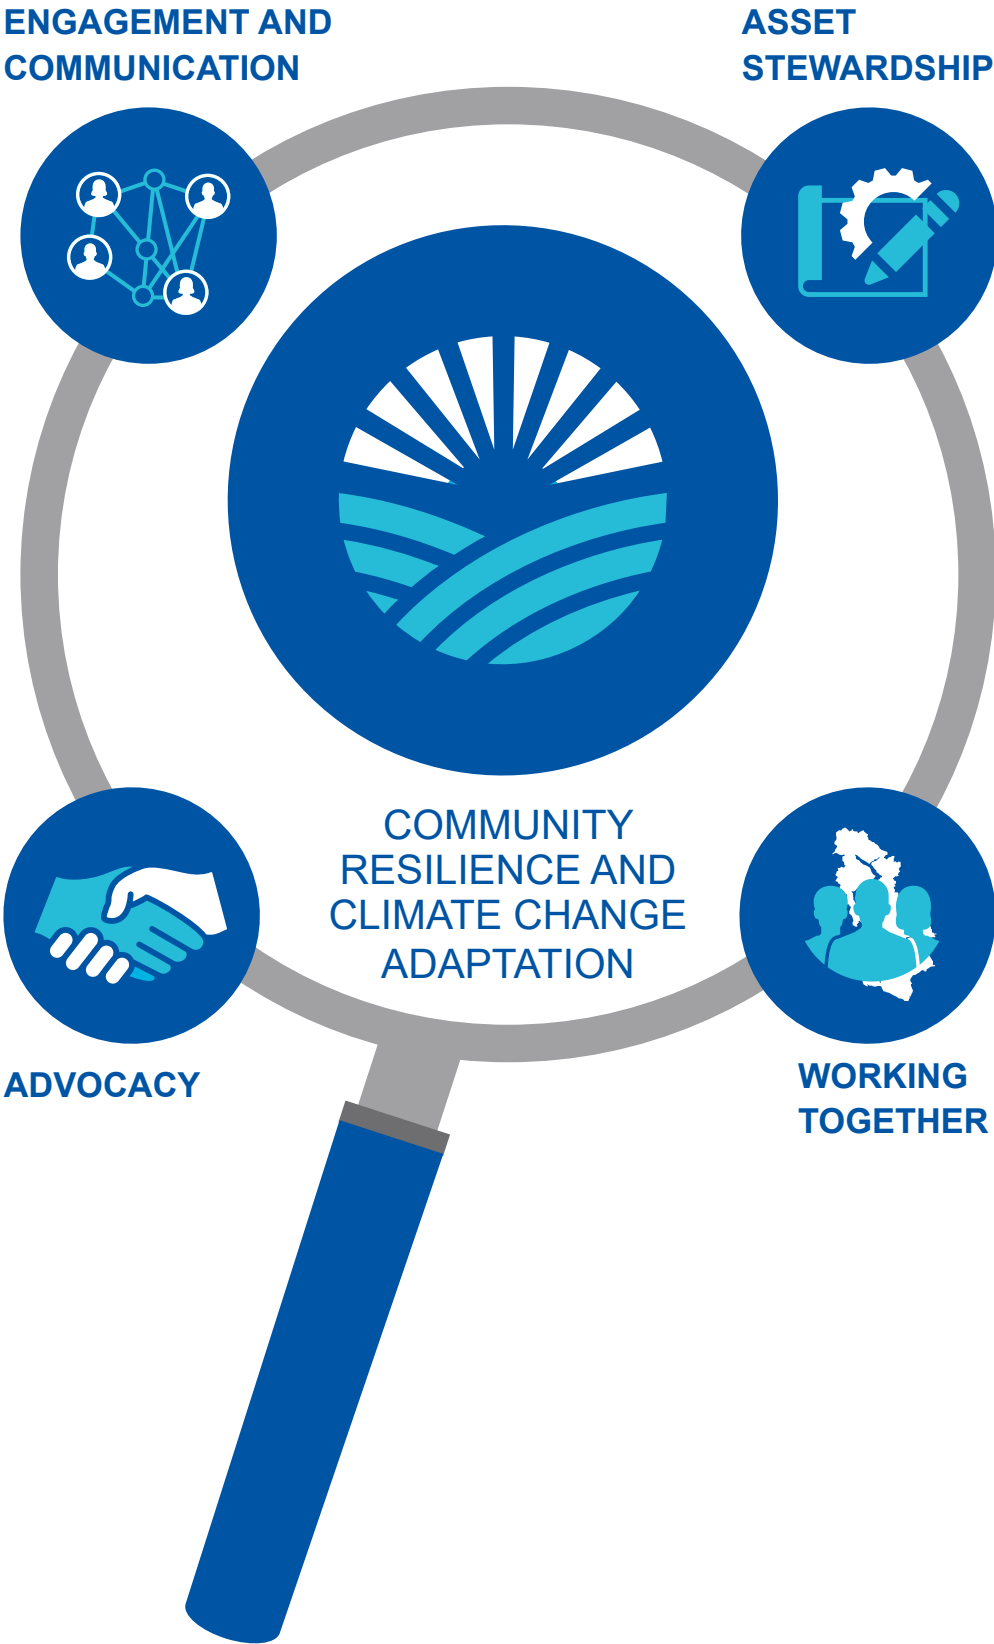 ENGAGEMENT AND
COMMUNICATION
ASSET
STEWARDSHIP
COMMUNITY
RESILIENCE AND
CLIMATE CHANGE
ADAPTATION
ADVOCACY
WORKING
TOGETHER